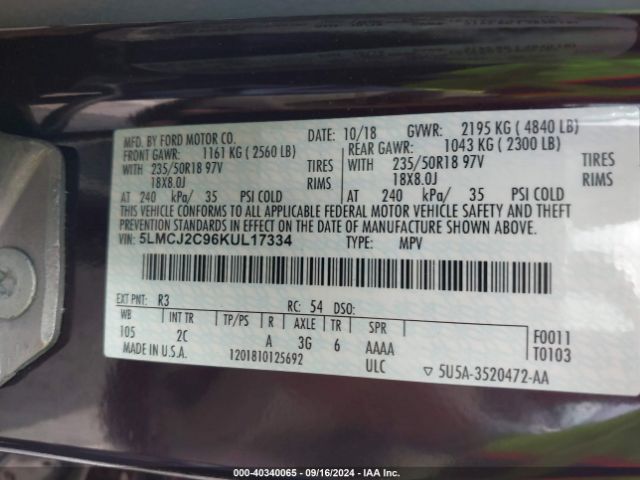 MFD. BY FORD MOTOR CO.
DATE: 10/18 GVWR: 2195 KG ( 4840 LB)
FRONT GAWR: 1161 KG ( 2560 LB)
REAR GAWR: 1043 KG ( 2300 LB)
WITH 235/50R18 97V TIRES
WITH 235/50R18 97V TIRES
18X8.0J RIMS
18X8.0J RIMS
AT 240 kPa/ 35 PSI COLD
AT 240 kPa/ 35 PSI COLD
THIS VEHICLE CONFORMS TO ALL APPLICABLE FEDERAL MOTOR VEHICLE SAFETY AND THEFT
PREVENTION STANDARDS IN EFFECT ON THE DATE OF MANUFACTURE SHOWN ABOVE.
VIN: 5LMCJ2C96KUL17334 TYPE: MPV
EXT PNT: R3 RC: 54 DSO:
WB INT TR TP/PS R AXLE TR SPR
105 2C A 3G 6 AAAA
F0011
T0103
MADE IN U.S.A. 1201810125692 ULC
▽ 5U5A-3520472-AA
000-40340065 - 09/16/2024 - IAA Inc.